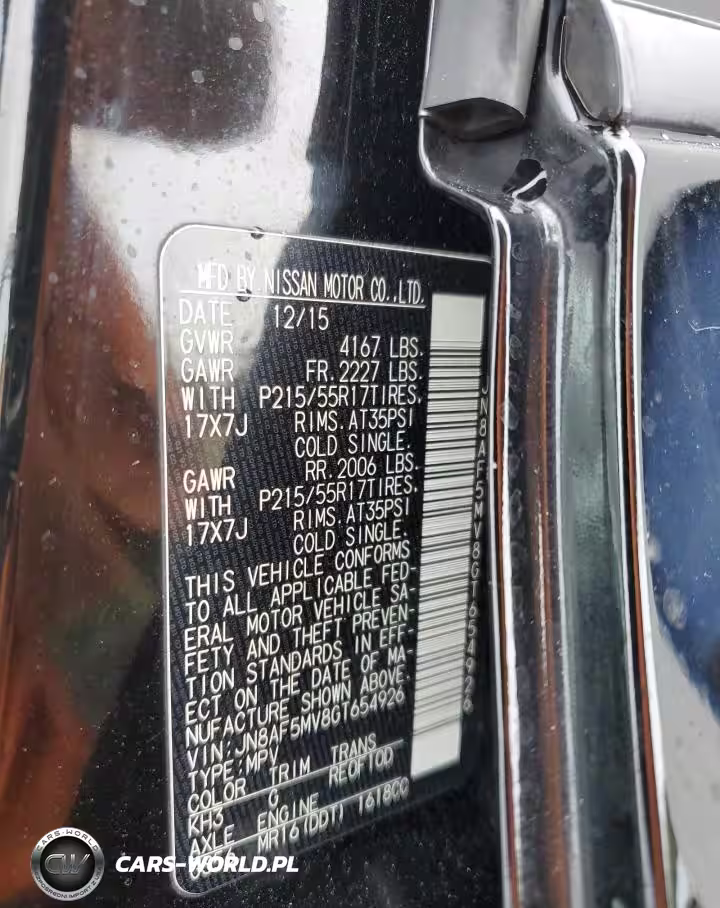 MFD BY NISSAN MOTOR CO.,LTD.
DATE 12/15
GVWR 4167 LBS.
GAWR FR. 2227 LBS.
WITH P215/55R17TIRES.
17X7J RIMS. AT35PSI
COLD SINGLE.
GAWR RR. 2006 LBS.
WITH P215/55R17TIRES.
17X7J RIMS. AT35PSI
COLD SINGLE.
THIS VEHICLE CONFORMS
TO ALL APPLICABLE FED-
ERAL MOTOR VEHICLE SA-
FETY AND THEFT PREVEN-
TION STANDARDS IN EFF-
ECT ON THE DATE OF MA-
NUFACTURE SHOWN ABOVE.
VIN:JN8AF5MV8GT654926
TYPE:MPV
COLOR TRIM TRANS
KH3 G RE0F10D
AXLE ENGINE
MR16(DDT) 1618CC
JN8AF5MV8GT654926
CARS-WORLD
CW
CARS-WORLD.PL